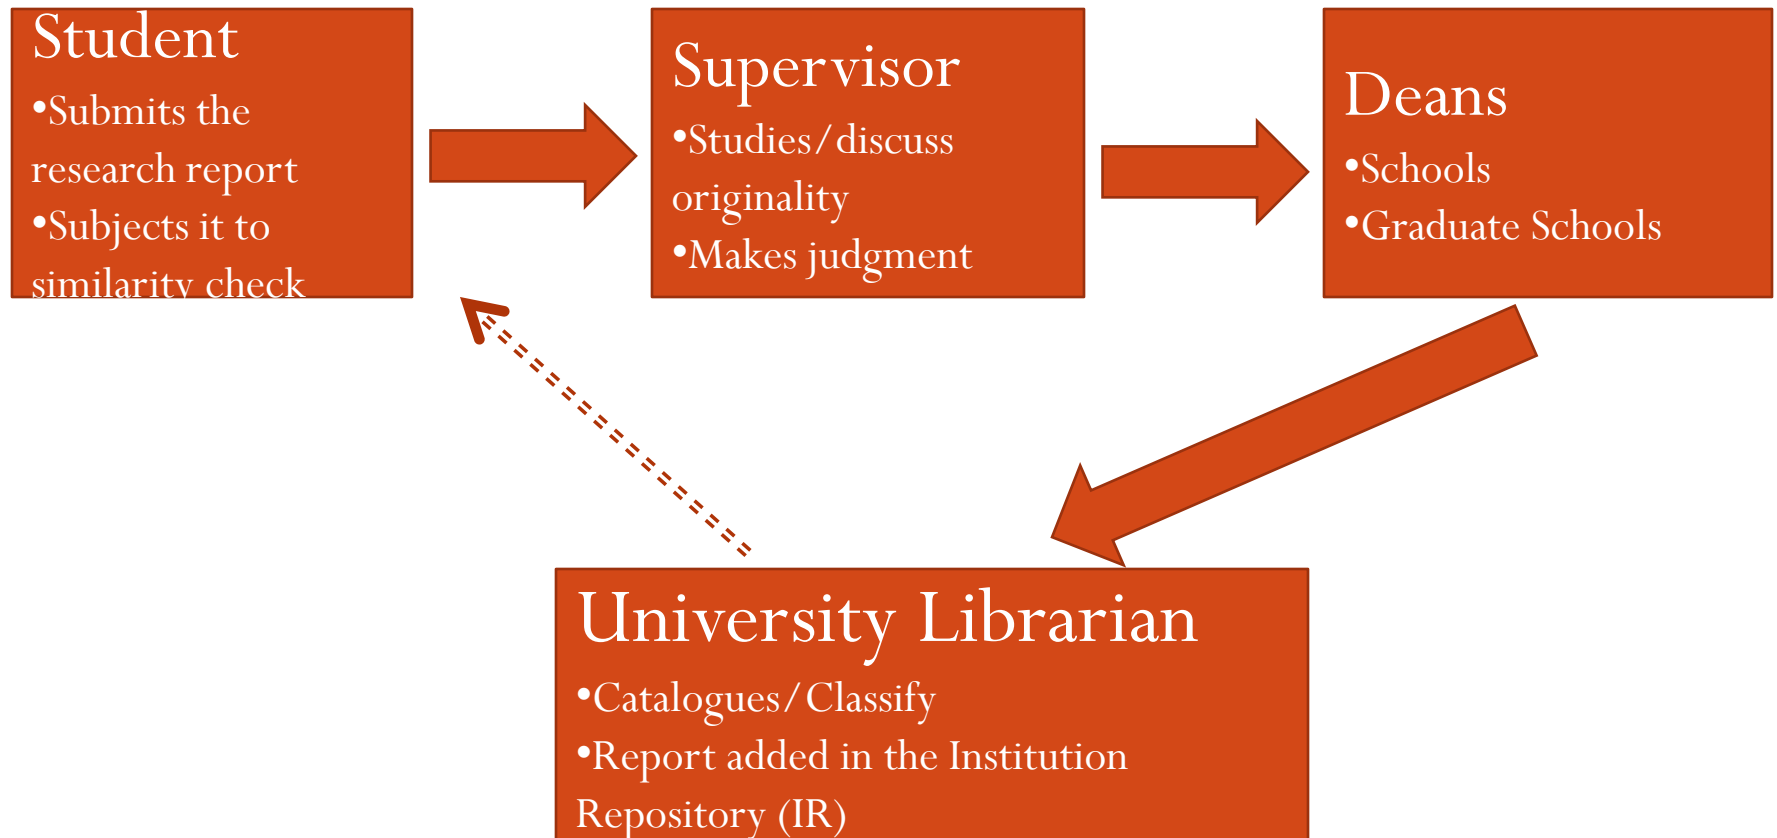 Student
•Submits the
research report
•Subjects it to
similarity check
Supervisor
•Studies/discuss
originality
•Makes judgment
Deans
•Schools
•Graduate Schools
University Librarian
•Catalogues/Classify
•Report added in the Institution
Repository (IR)